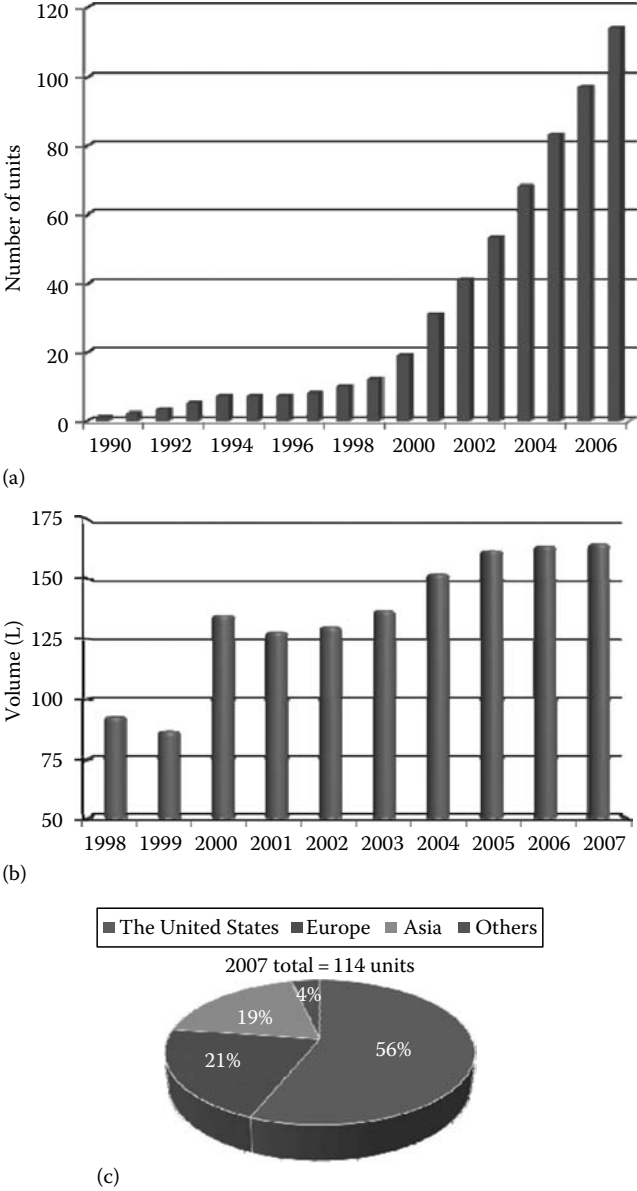 120
100
80
60
40
20
0
Number of units
1990 1992 1994 1996 1998 2000 2002 2004 2006
(a)
175
150
125
100
75
50
Volume (L)
1998 1999 2000 2001 2002 2003 2004 2005 2006 2007
(b)
The United States Europe Asia Others
2007 total = 114 units
4%
19%
56%
21%
(c)